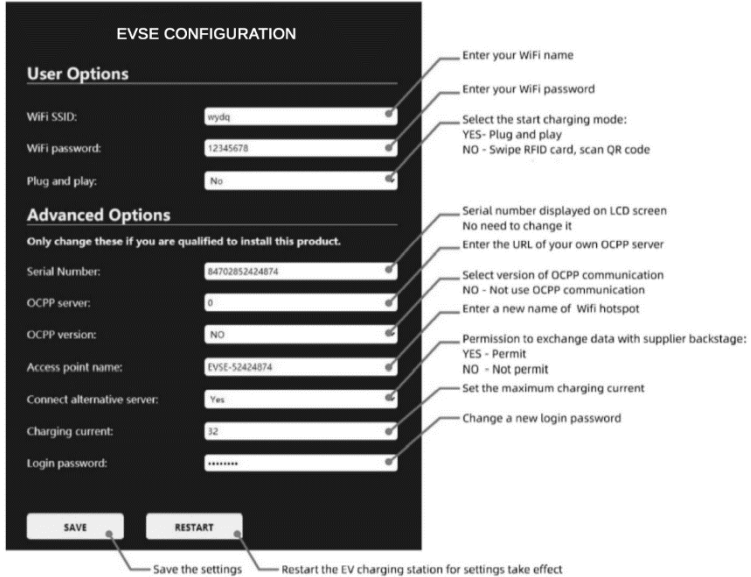 EVSE CONFIGURATION
User Options
WiFi SSID:
wydq
Enter your WiFi name
WiFi password:
12345678
Enter your WiFi password
Plug and play:
No
Select the start charging mode:
YES- Plug and play
NO - Swipe RFID card, scan QR code
Advanced Options
Only change these if you are qualified to install this product.
Serial Number:
84702852424874
Serial number displayed on LCD screen
No need to change it
OCPP server:
0
Enter the URL of your own OCPP server
OCPP version:
NO
Select version of OCPP communication
NO - Not use OCPP communication
Access point name:
EVSE-52424874
Enter a new name of Wifi hotspot
Connect alternative server:
Yes
Permission to exchange data with supplier backstage:
YES - Permit
NO - Not permit
Charging current:
32
Set the maximum charging current
Login password:
••••••••
Change a new login password
SAVE
RESTART
Save the settings
Restart the EV charging station for settings take effect